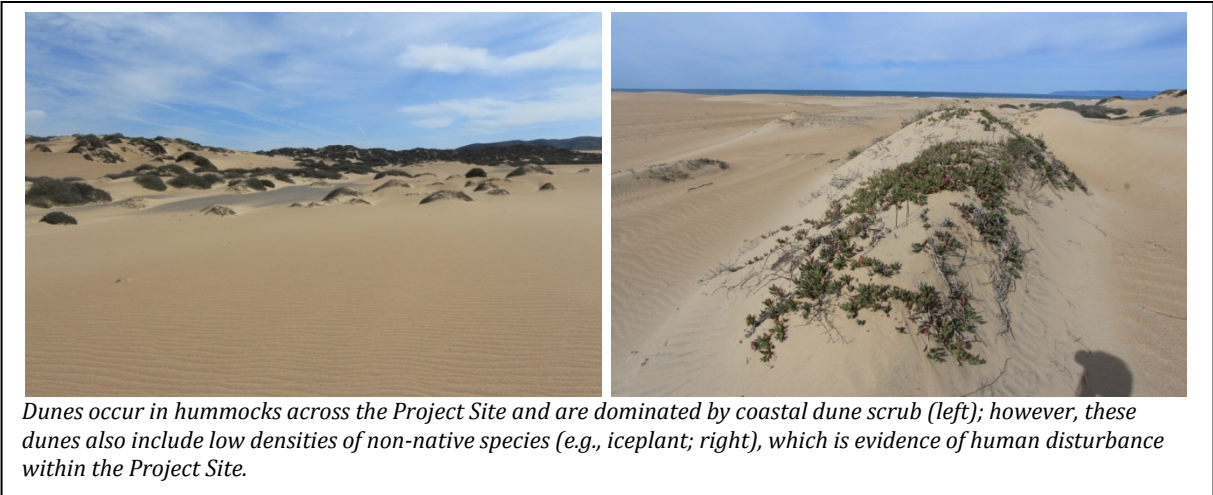 Dunes occur in hummocks across the Project Site and are dominated by coastal dune scrub (left); however, these
dunes also include low densities of non-native species (e.g., iceplant; right), which is evidence of human disturbance
within the Project Site.